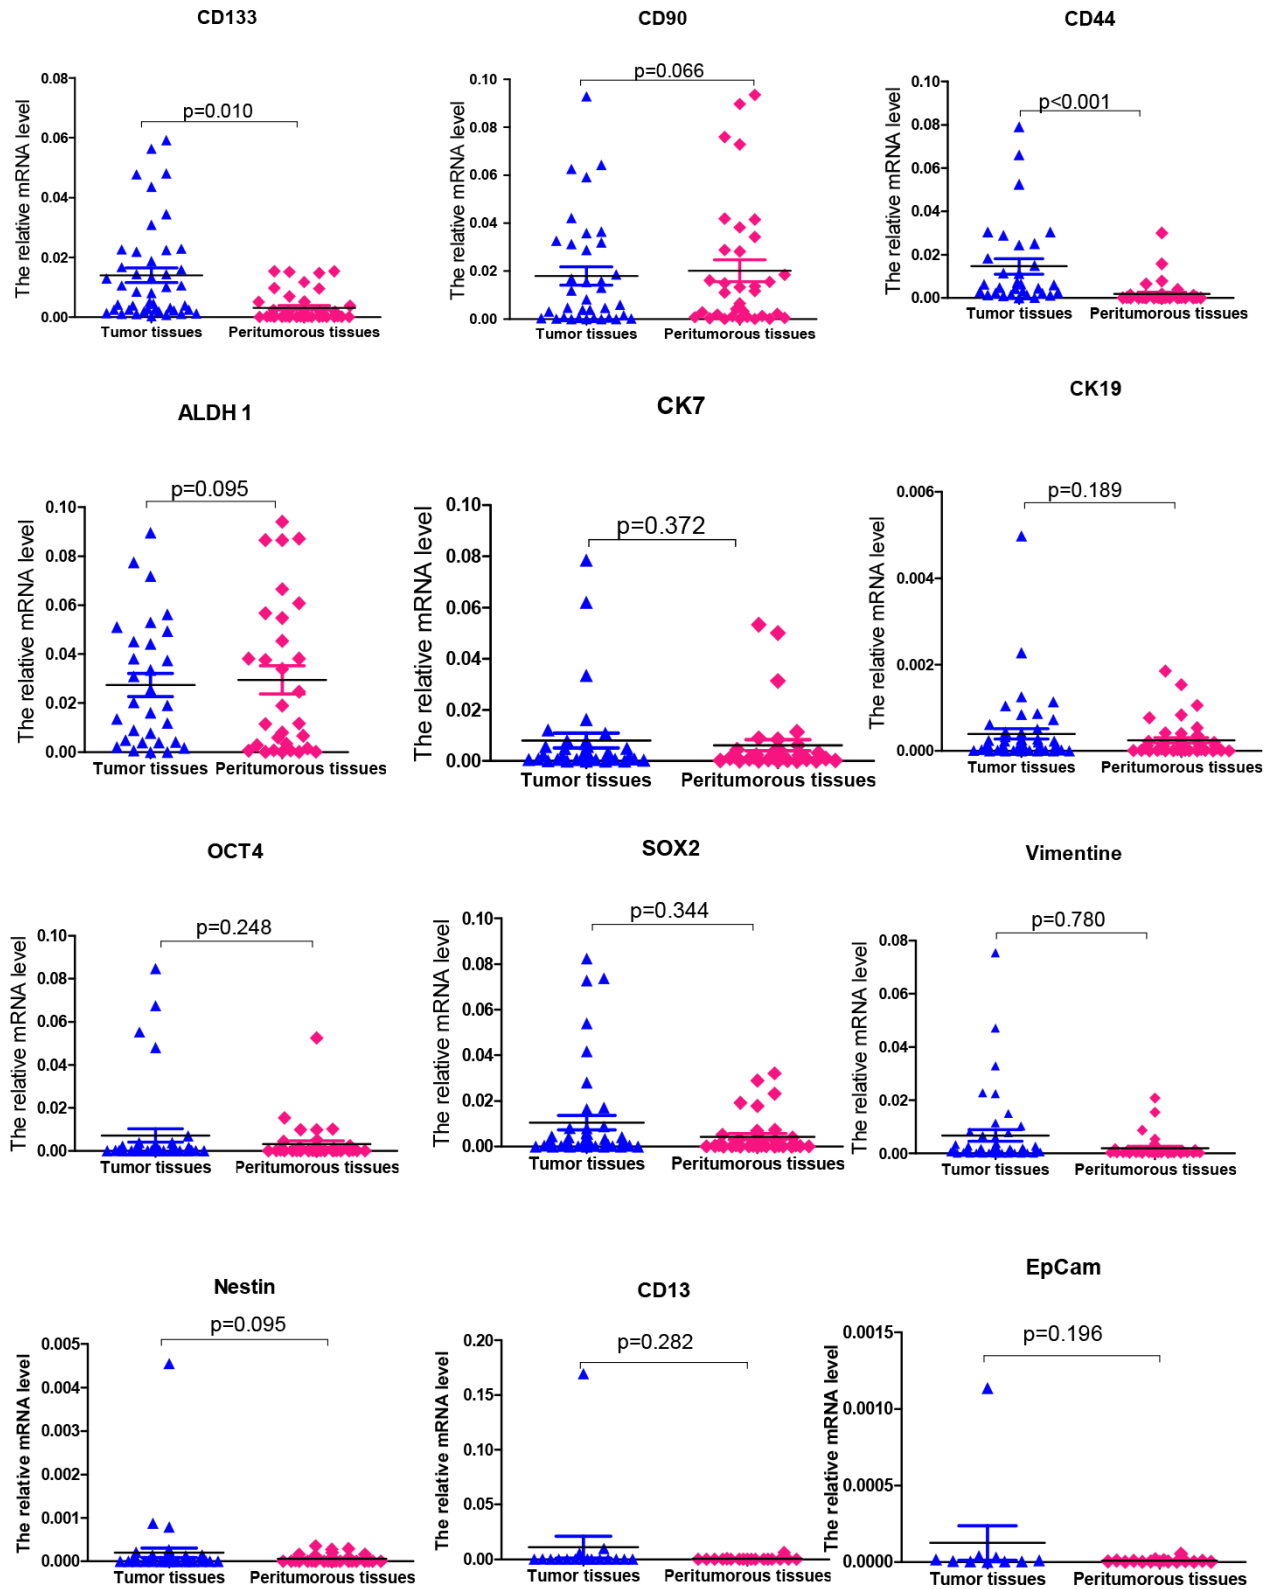 CD133
The relative mRNA level
0.08
0.06
0.04
0.02
0.00
p=0.010
Tumor tissues
Peritumorous tissues
CD90
The relative mRNA level
0.10
0.08
0.06
0.04
0.02
0.00
p=0.066
Tumor tissues
Peritumorous tissues
CD44
The relative mRNA level
0.10
0.08
0.06
0.04
0.02
0.00
p<0.001
Tumor tissues
Peritumorous tissues
ALDH 1
The relative mRNA level
0.10
0.08
0.06
0.04
0.02
0.00
p=0.095
Tumor tissues
Peritumorous tissues
CK7
The relative mRNA level
0.10
0.08
0.06
0.04
0.02
0.00
p=0.372
Tumor tissues
Peritumorous tissues
CK19
The relative mRNA level
0.006
0.004
0.002
0.000
p=0.189
Tumor tissues
Peritumorous tissues
OCT4
The relative mRNA level
0.10
0.08
0.06
0.04
0.02
0.00
p=0.248
Tumor tissues
Peritumorous tissues
SOX2
The relative mRNA level
0.10
0.08
0.06
0.04
0.02
0.00
p=0.344
Tumor tissues
Peritumorous tissues
Vimentine
The relative mRNA level
0.08
0.06
0.04
0.02
0.00
p=0.780
Tumor tissues
Peritumorous tissues
Nestin
The relative mRNA level
0.005
0.004
0.003
0.002
0.001
0.000
p=0.095
Tumor tissues
Peritumorous tissues
CD13
The relative mRNA level
0.20
0.15
0.10
0.05
0.00
p=0.282
Tumor tissues
Peritumorous tissues
EpCam
The relative mRNA level
0.0015
0.0010
0.0005
0.0000
p=0.196
Tumor tissues
Peritumorous tissues